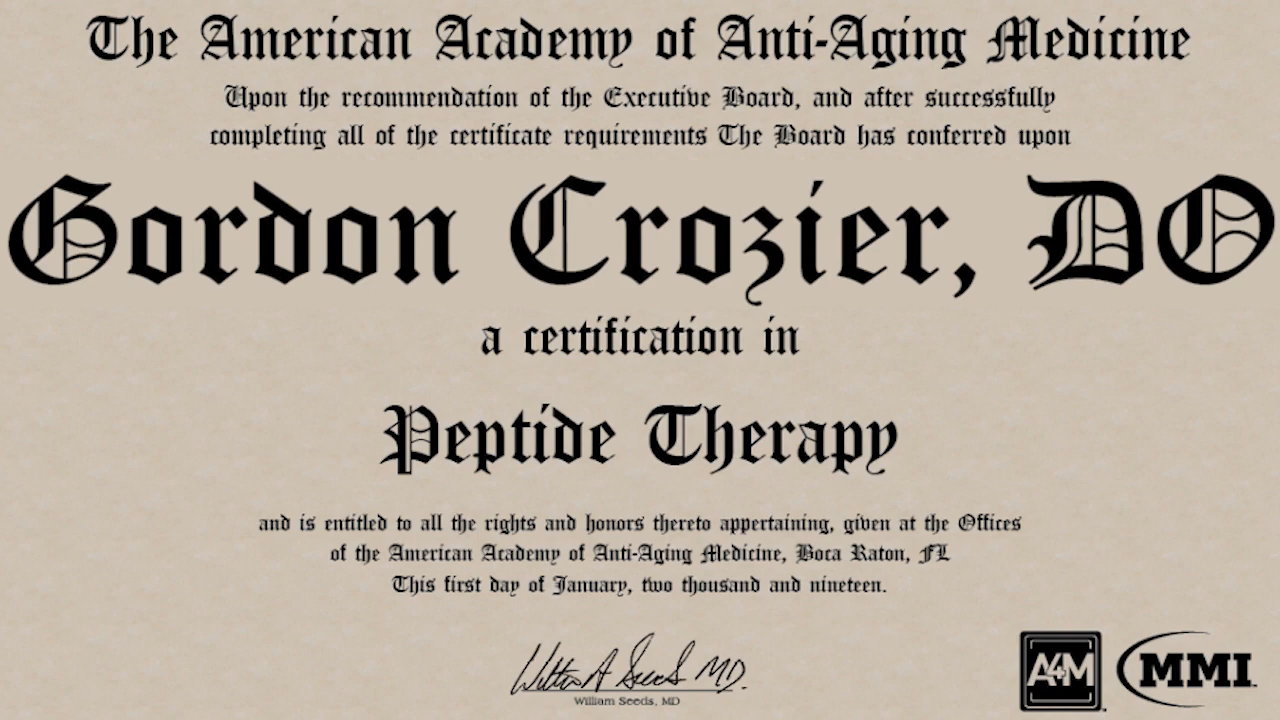 The American Academy of Anti-Aging Medicine
Upon the recommendation of the Executive Board, and after successfully
completing all of the certificate requirements The Board has conferred upon
Gordon Crozier, DO
a certification in
Peptide Therapy
and is entitled to all the rights and honors thereto appertaining, given at the Offices
of the American Academy of Anti-Aging Medicine, Boca Raton, FL
This first day of January, two thousand and nineteen.
William A Seeds MD.
William Seeds, MD
A4M MMI